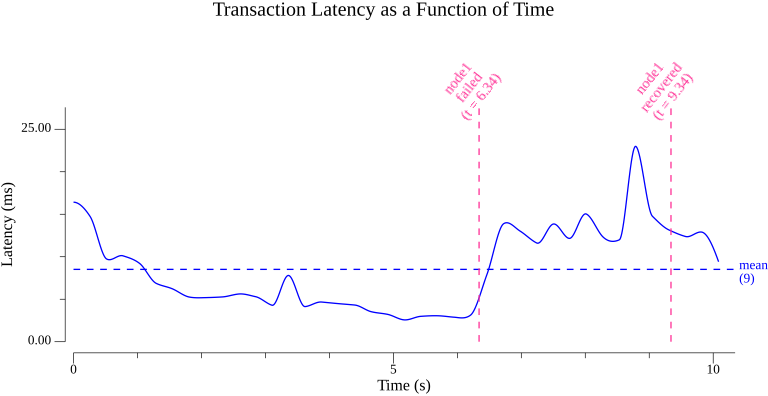 Transaction Latency as a Function of Time
node1
failed
(t = 6.34)
node1
recovered
(t = 9.34)
25.00
Latency (ms)
mean
(9)
0.00
0
5
10
Time (s)